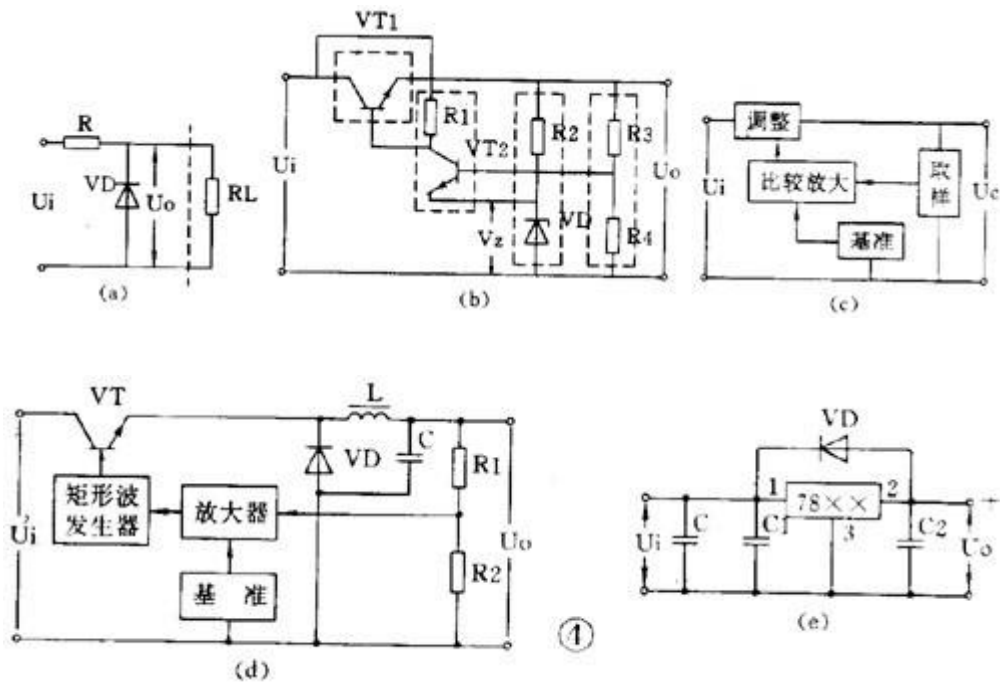 R
VD
Ui
Uo
RL
(a)
VT1
R1
VT2
R2
R3
Ui
Uo
Vz
VD
R4
(b)
调整
比较放大
取样
基准
Ui
Uc
(c)
VT
L
C
VD
R1
矩形波
发生器
放大器
Ui
Uo
R2
基 准
(d)
④
VD
1
78××
2
+
3
Ui
C
C1
C2
Uo
(e)